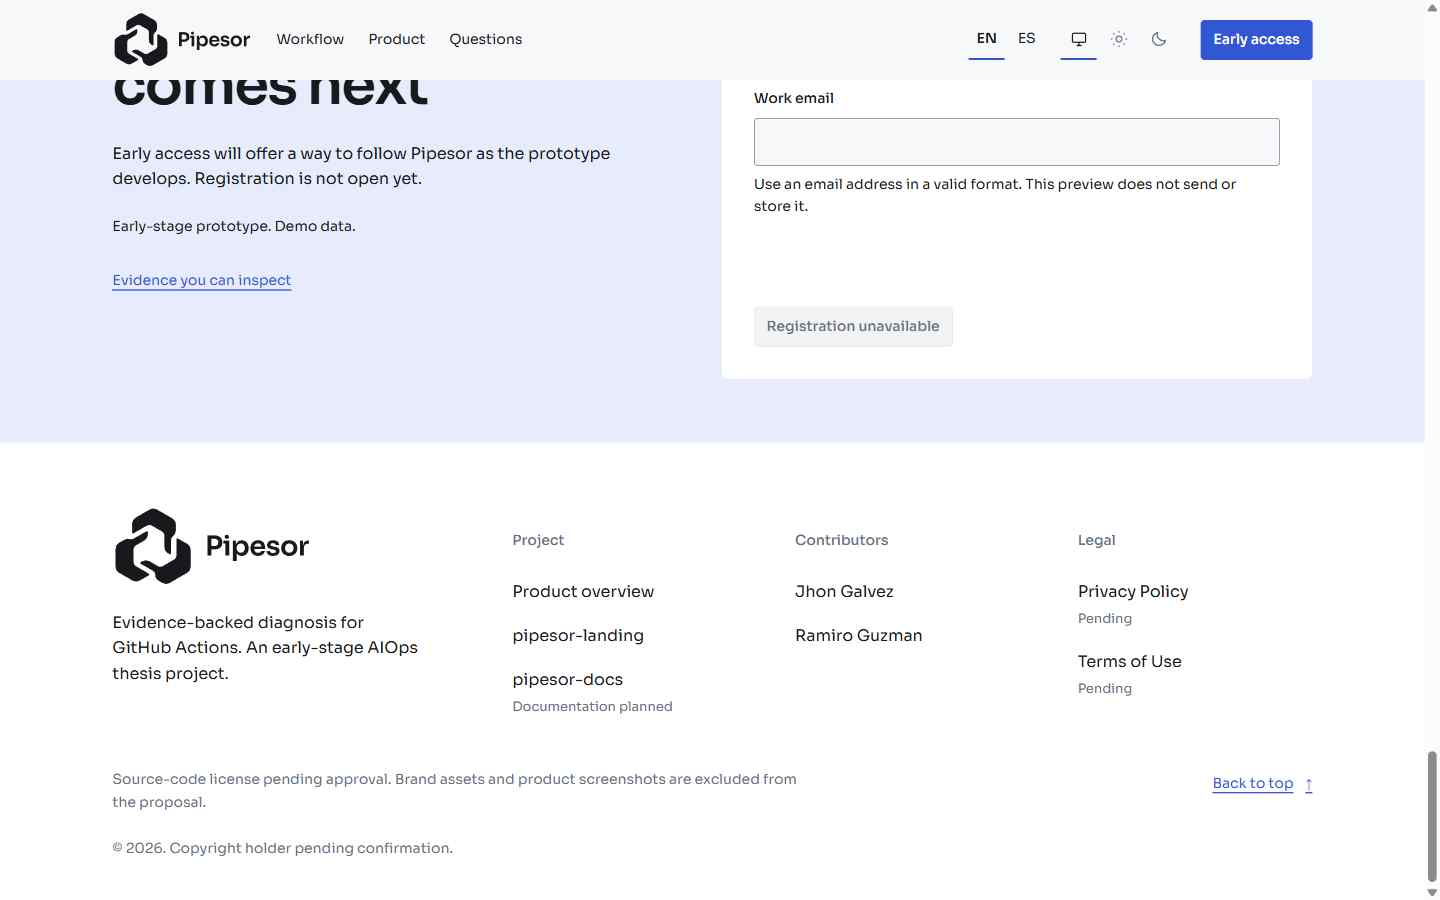 Pipesor
Workflow
Product
Questions
EN
ES
Early access
comes next
Early access will offer a way to follow Pipesor as the prototype
develops. Registration is not open yet.
Early-stage prototype. Demo data.
Evidence you can inspect
Work email
Use an email address in a valid format. This preview does not send or
store it.
Registration unavailable
Pipesor
Evidence-backed diagnosis for
GitHub Actions. An early-stage AIOps
thesis project.
Project
Product overview
pipesor-landing
pipesor-docs
Documentation planned
Contributors
Jhon Galvez
Ramiro Guzman
Legal
Privacy Policy
Pending
Terms of Use
Pending
Source-code license pending approval. Brand assets and product screenshots are excluded from
the proposal.
Back to top ↑
© 2026. Copyright holder pending confirmation.